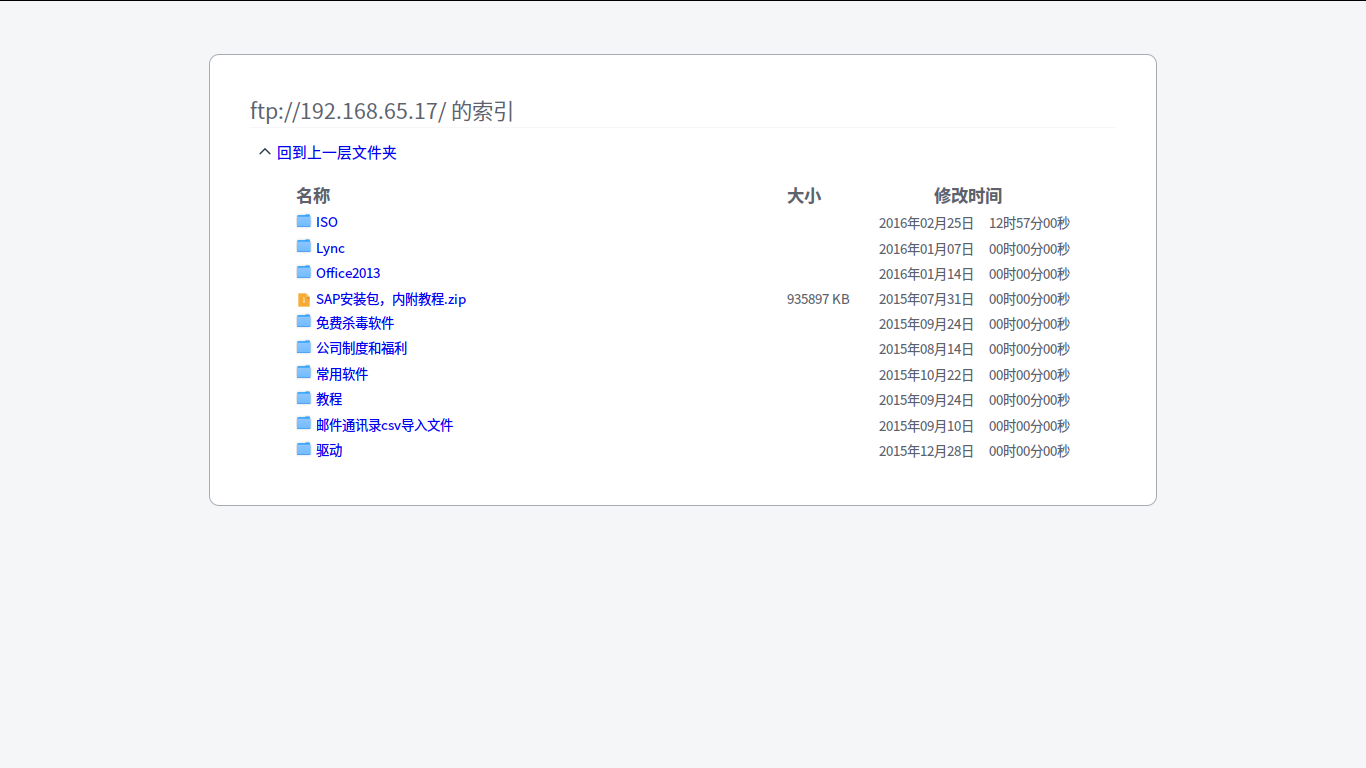 ftp://192.168.65.17/ 的索引
回到上一层文件夹
名称 大小 修改时间
ISO 2016年02月25日 12时57分00秒
Lync 2016年01月07日 00时00分00秒
Office2013 2016年01月14日 00时00分00秒
SAP安装包，内附教程.zip 935897 KB 2015年07月31日 00时00分00秒
免费杀毒软件 2015年09月24日 00时00分00秒
公司制度和福利 2015年08月14日 00时00分00秒
常用软件 2015年10月22日 00时00分00秒
教程 2015年09月24日 00时00分00秒
邮件通讯录csv导入文件 2015年09月10日 00时00分00秒
驱动 2015年12月28日 00时00分00秒